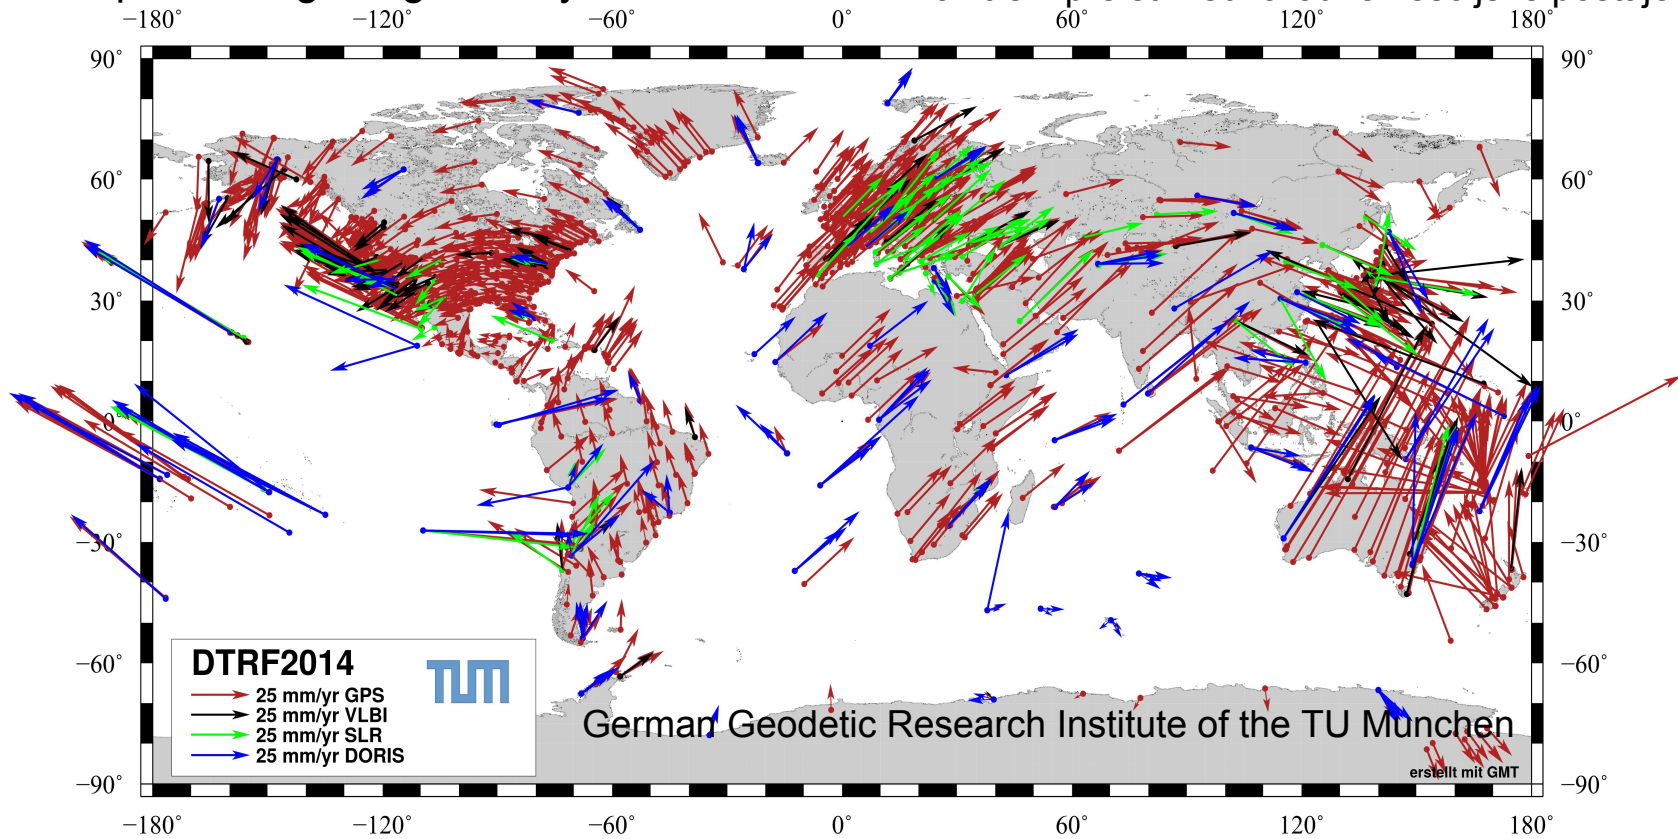 −180° −120° −60° 0° 60° 120° 180°
90° 90°
60° 60°
30° 30°
0° 0°
−30° −30°
−60° −60°
−90° −90°
DTRF2014
TUM
25 mm/yr GPS
25 mm/yr VLBI
25 mm/yr SLR
25 mm/yr DORIS
German Geodetic Research Institute of the TU Munchen
erstellt mit GMT
−180° −120° −60° 0° 60° 120° 180°